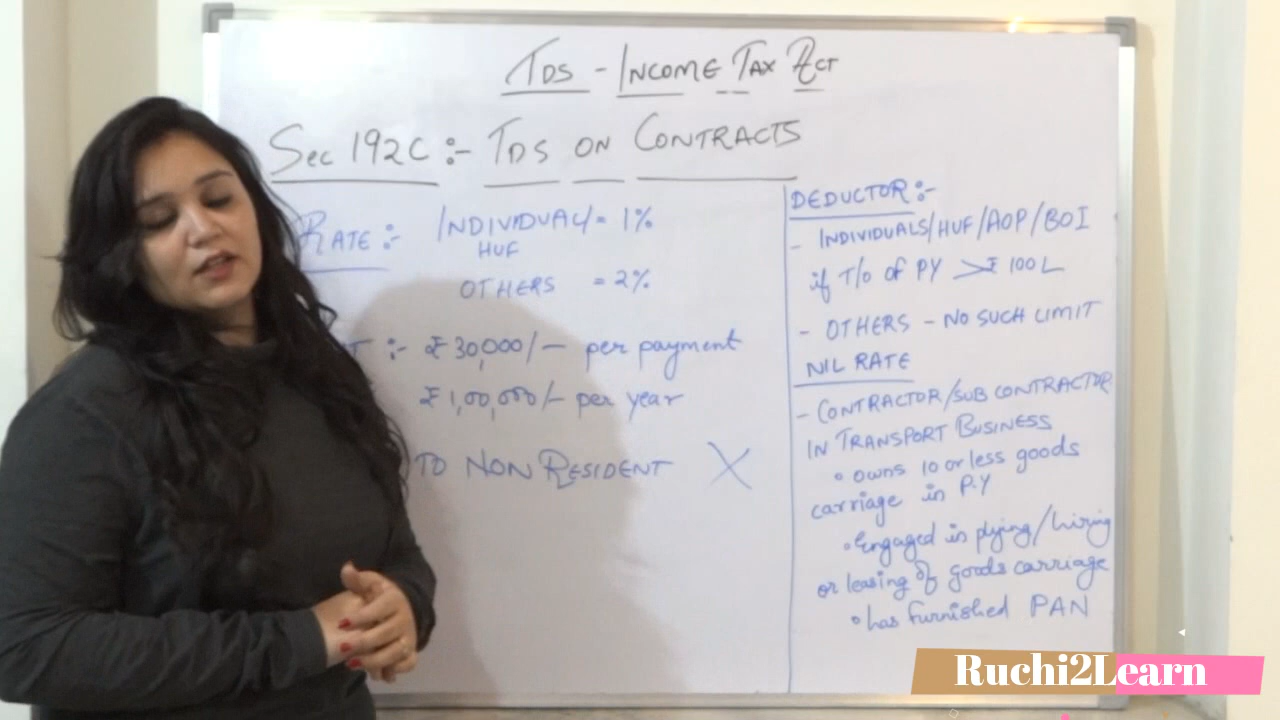 TDS - INCOME TAX ACT
SEC 192C :- TDS ON CONTRACTS
RATE :- INDIVIDUAL/ = 1%
HUF
OTHERS = 2%
T :- ₹ 30,000/- per payment
₹ 1,00,000/- per year
TO NON RESIDENT X
DEDUCTOR :-
- INDIVIDUALS/HUF/AOP/BOI
if T/O of PY > ₹ 100 L
- OTHERS - NO SUCH LIMIT
NIL RATE
- CONTRACTOR/SUB CONTRACTOR
IN TRANSPORT BUSINESS
• owns 10 or less goods
carriage in P.Y
• Engaged in plying/hiring
or leasing of goods carriage
• has furnished PAN
Ruchi2Learn